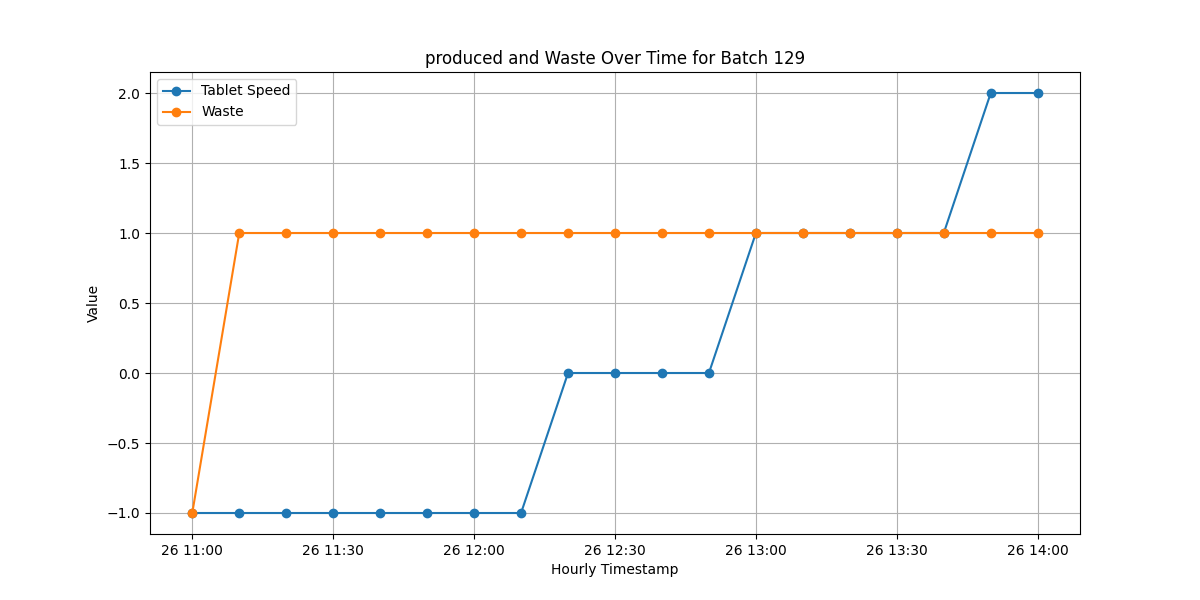 produced and Waste Over Time for Batch 129
Tablet Speed
Waste
2.0
1.5
1.0
0.5
0.0
−0.5
−1.0
Value
26 11:00 26 11:30 26 12:00 26 12:30 26 13:00 26 13:30 26 14:00
Hourly Timestamp